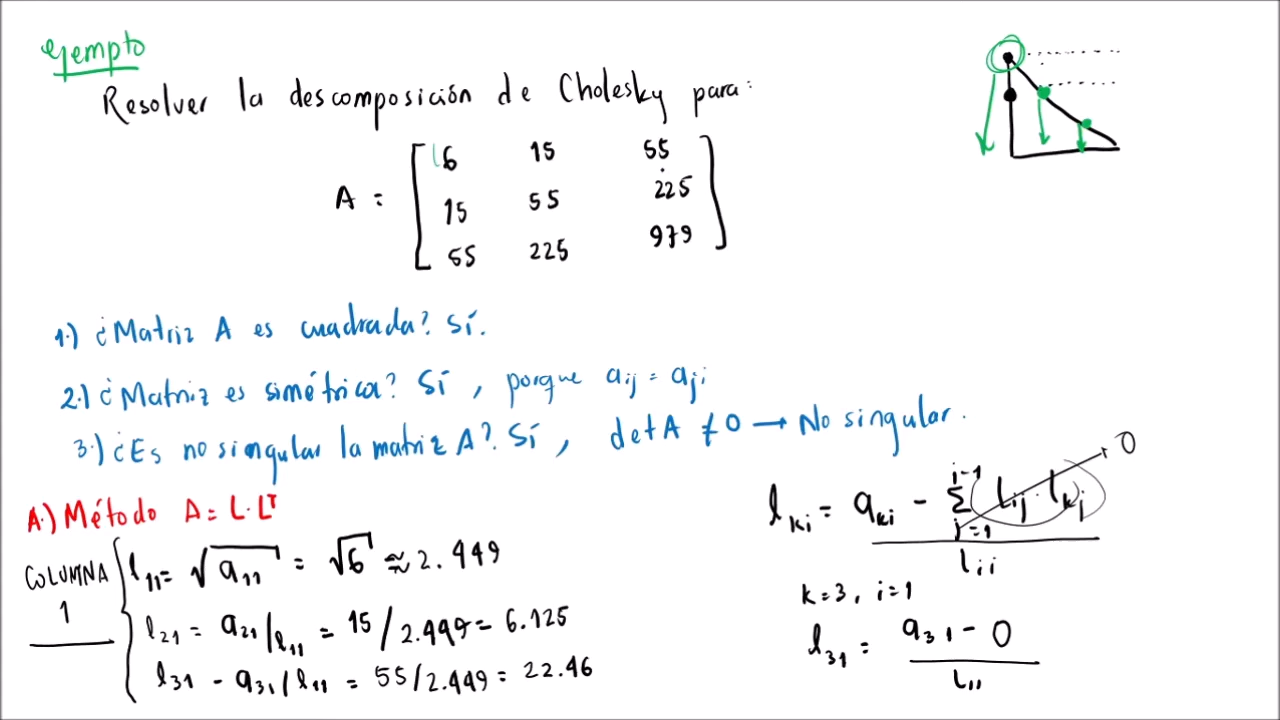 ejemplo
Resolver la descomposición de Cholesky para:
A = [ 6 15 55
15 55 225
55 225 979 ]
1.) ¿Matriz A es cuadrada? Sí.
2.) ¿Matriz es simétrica? Sí, porque aij = aji
3.) ¿Es no singular la matriz A? Sí, det A ≠ 0 → No singular.
A.) Método A = L·Lᵀ
COLUMNA 1
l11 = √a11 = √6 ≈ 2.449
l21 = a21/l11 = 15/2.449 = 6.125
l31 - a31/l11 = 55/2.449 = 22.46
lki = aki - Σ j=1 i-1 lij · lkj → 0
lii
k=3, i=1
l31 = a31 - 0
l11